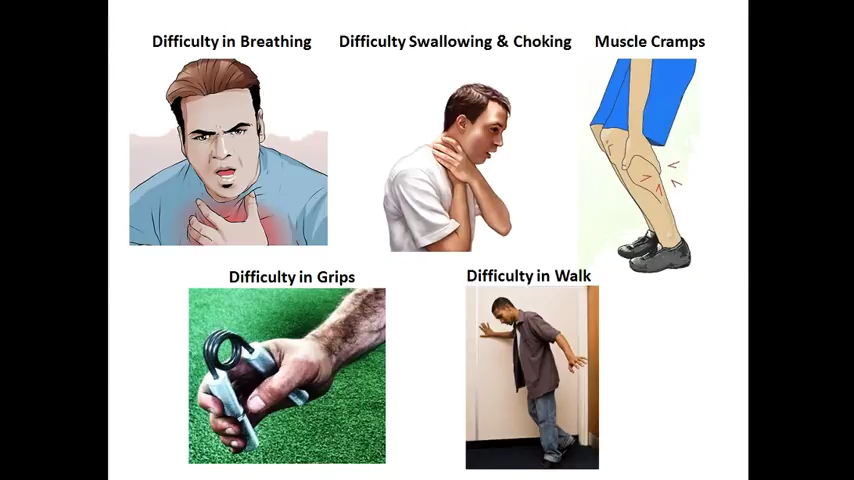 Difficulty in Breathing
Difficulty Swallowing & Choking
Muscle Cramps
Difficulty in Grips
Difficulty in Walk